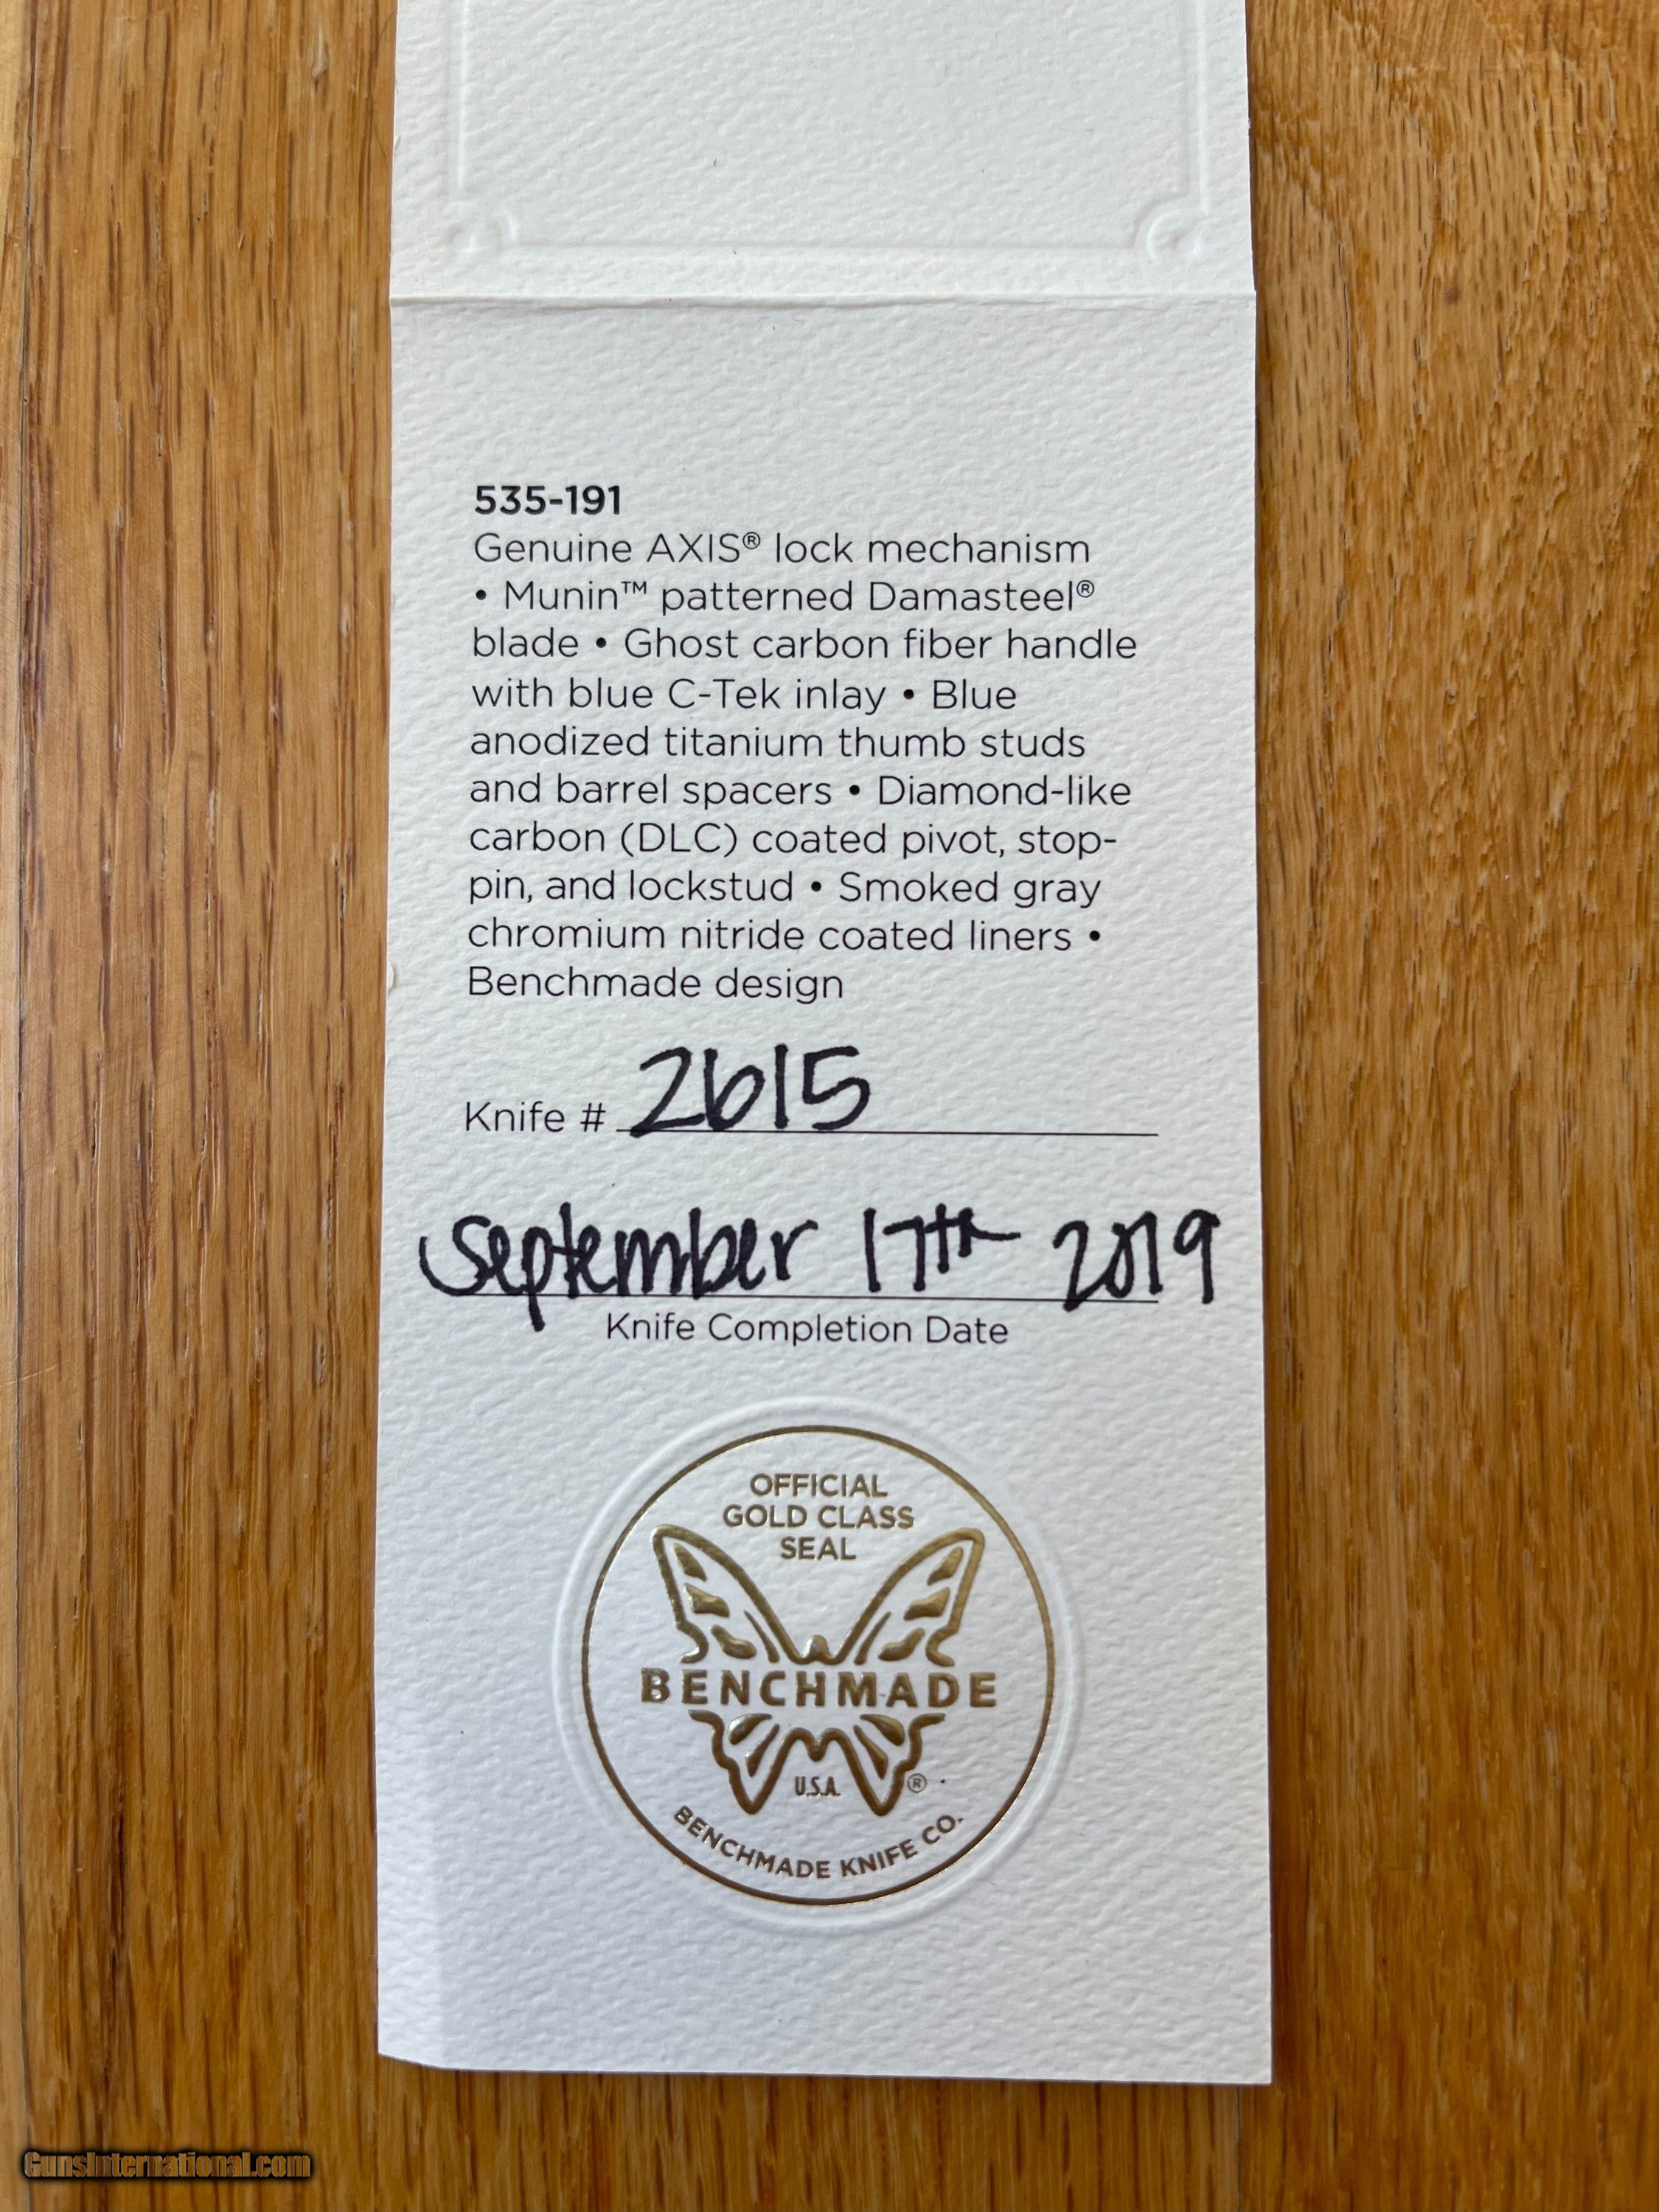 535-191
Genuine AXIS® lock mechanism
• Munin™ patterned Damasteel®
blade • Ghost carbon fiber handle
with blue C-Tek inlay • Blue
anodized titanium thumb studs
and barrel spacers • Diamond-like
carbon (DLC) coated pivot, stop-
pin, and lockstud • Smoked gray
chromium nitride coated liners •
Benchmade design
Knife # 2615
September 17th 2019
Knife Completion Date
OFFICIAL
GOLD CLASS
SEAL
BENCHMADE
U.S.A. ®
BENCHMADE KNIFE CO.
GunsInternational.com